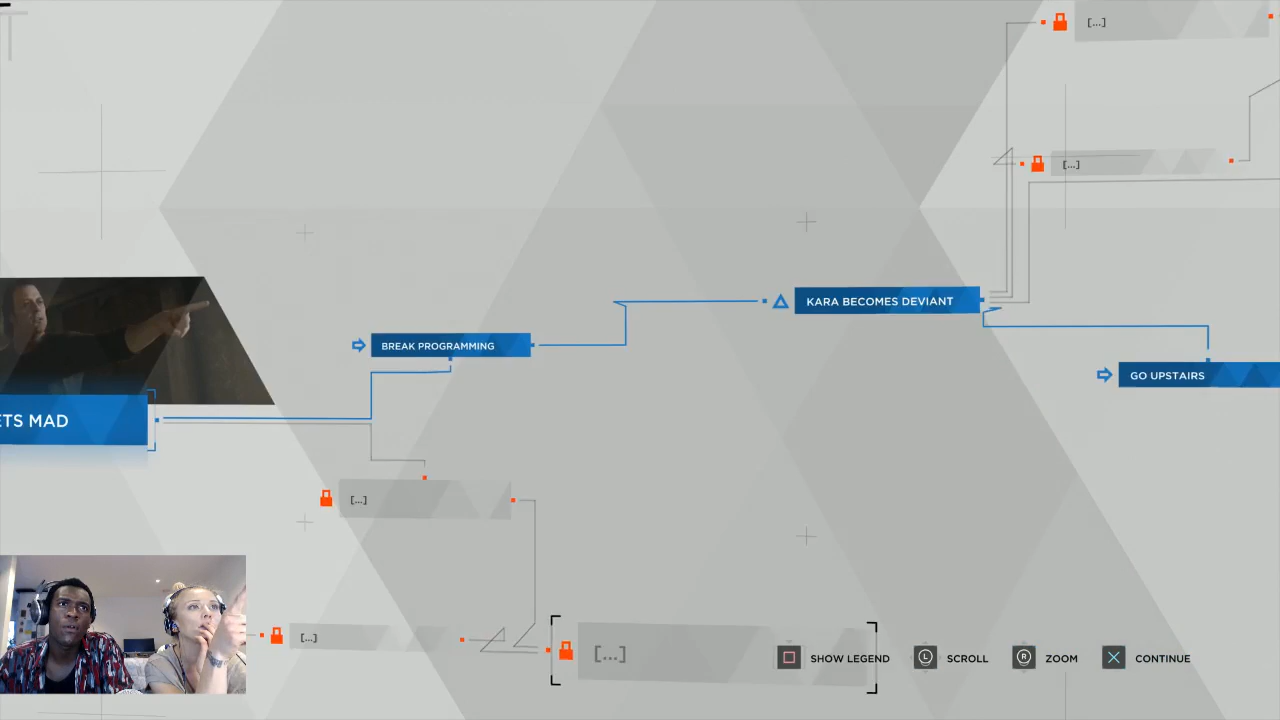 [...]
[...]
KARA BECOMES DEVIANT
BREAK PROGRAMMING
GO UPSTAIRS
ETS MAD
[...]
[...]
[...]
SHOW LEGEND
L
SCROLL
R
ZOOM
CONTINUE